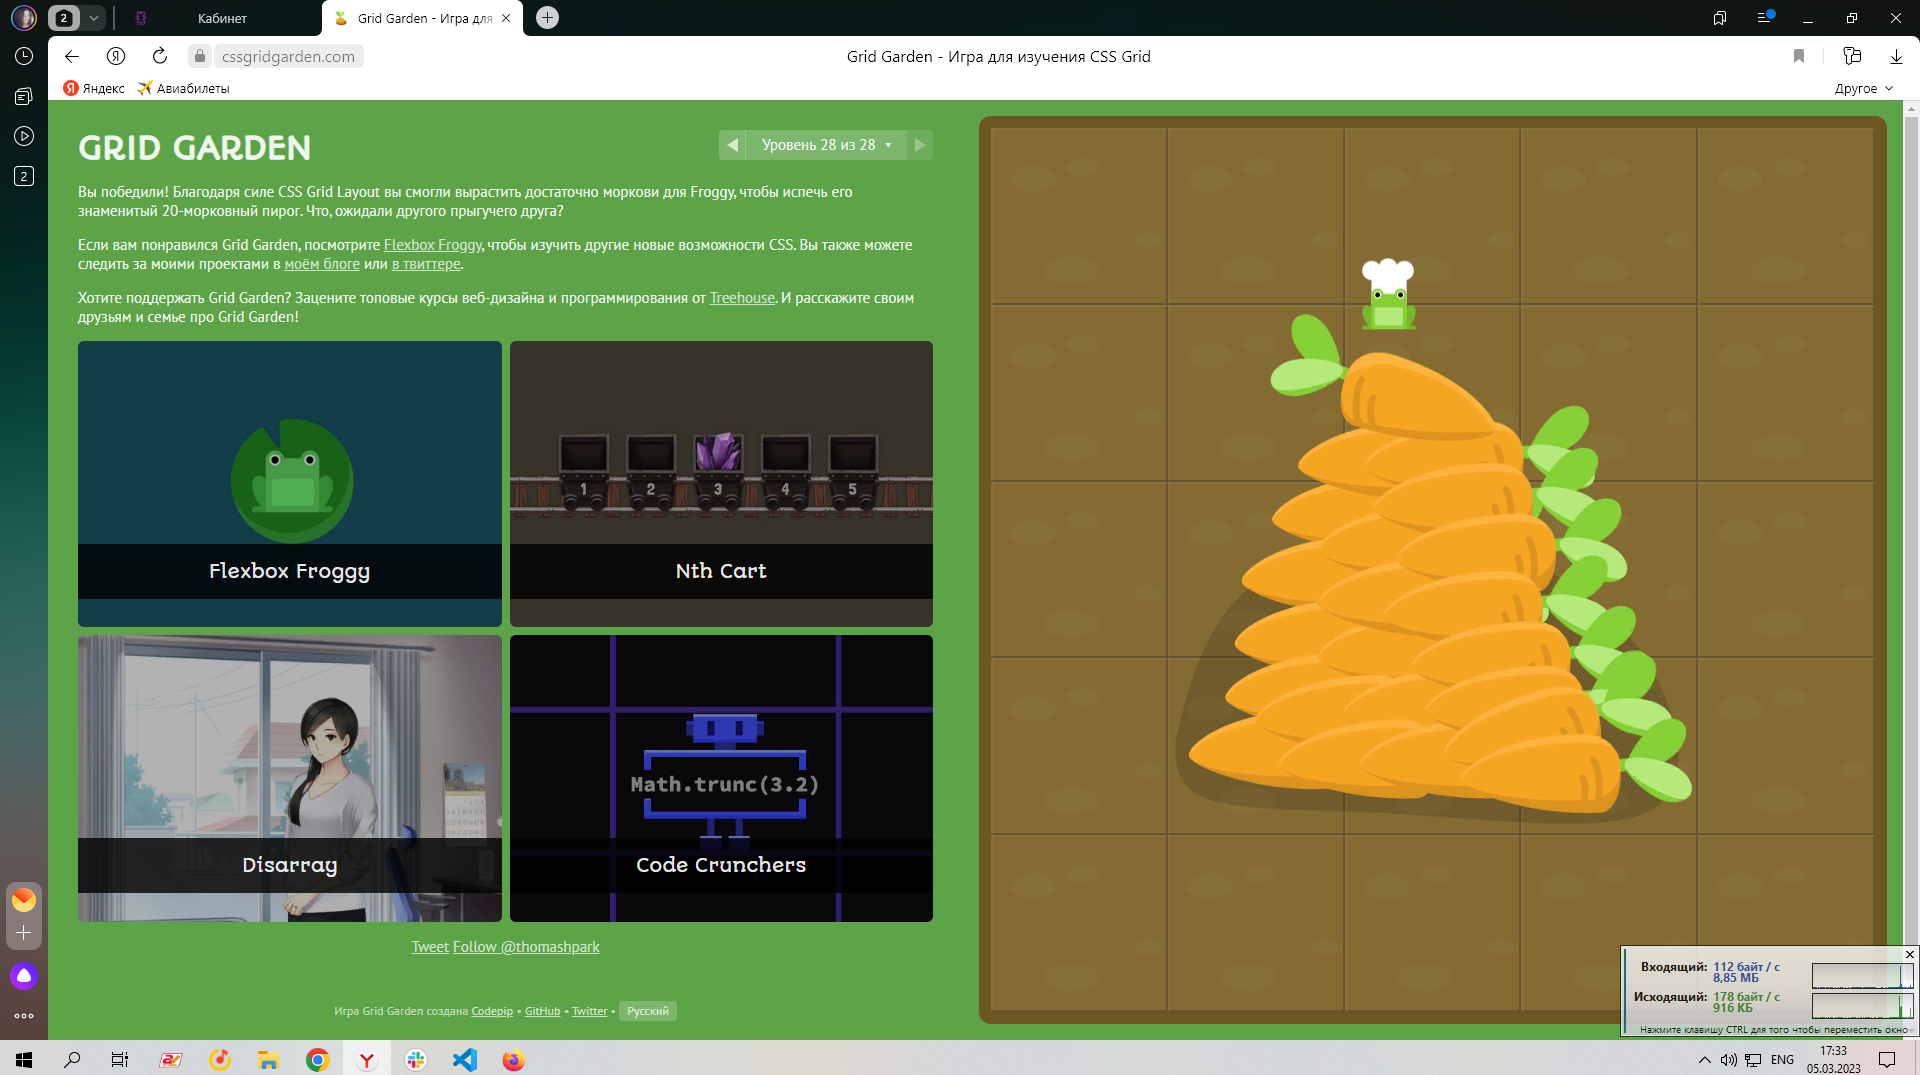 2
Кабинет
Grid Garden - Игра для
cssgridgarden.com
Grid Garden - Игра для изучения CSS Grid
Яндекс
Авиабилеты
Другое
2
GRID GARDEN
Уровень 28 из 28
Вы победили! Благодаря силе CSS Grid Layout вы смогли вырастить достаточно моркови для Froggy, чтобы испечь его
знаменитый 20-морковный пирог. Что, ожидали другого прыгучего друга?
Если вам понравился Grid Garden, посмотрите Flexbox Froggy, чтобы изучить другие новые возможности CSS. Вы также можете
следить за моими проектами в моём блоге или в твиттере.
Хотите поддержать Grid Garden? Зацените топовые курсы веб-дизайна и программирования от Treehouse. И расскажите своим
друзьям и семье про Grid Garden!
1 2 3 4 5
Flexbox Froggy
Nth Cart
Math.trunc(3.2)
Disarray
Code Crunchers
Tweet Follow @thomashpark
Игра Grid Garden создана Codepip • GitHub • Twitter • Русский
Входящий: 112 байт / с
8,85 МБ
Исходящий: 178 байт / с
916 КБ
Нажмите клавишу CTRL для того чтобы переместить окно
ENG
17:33
05.03.2023